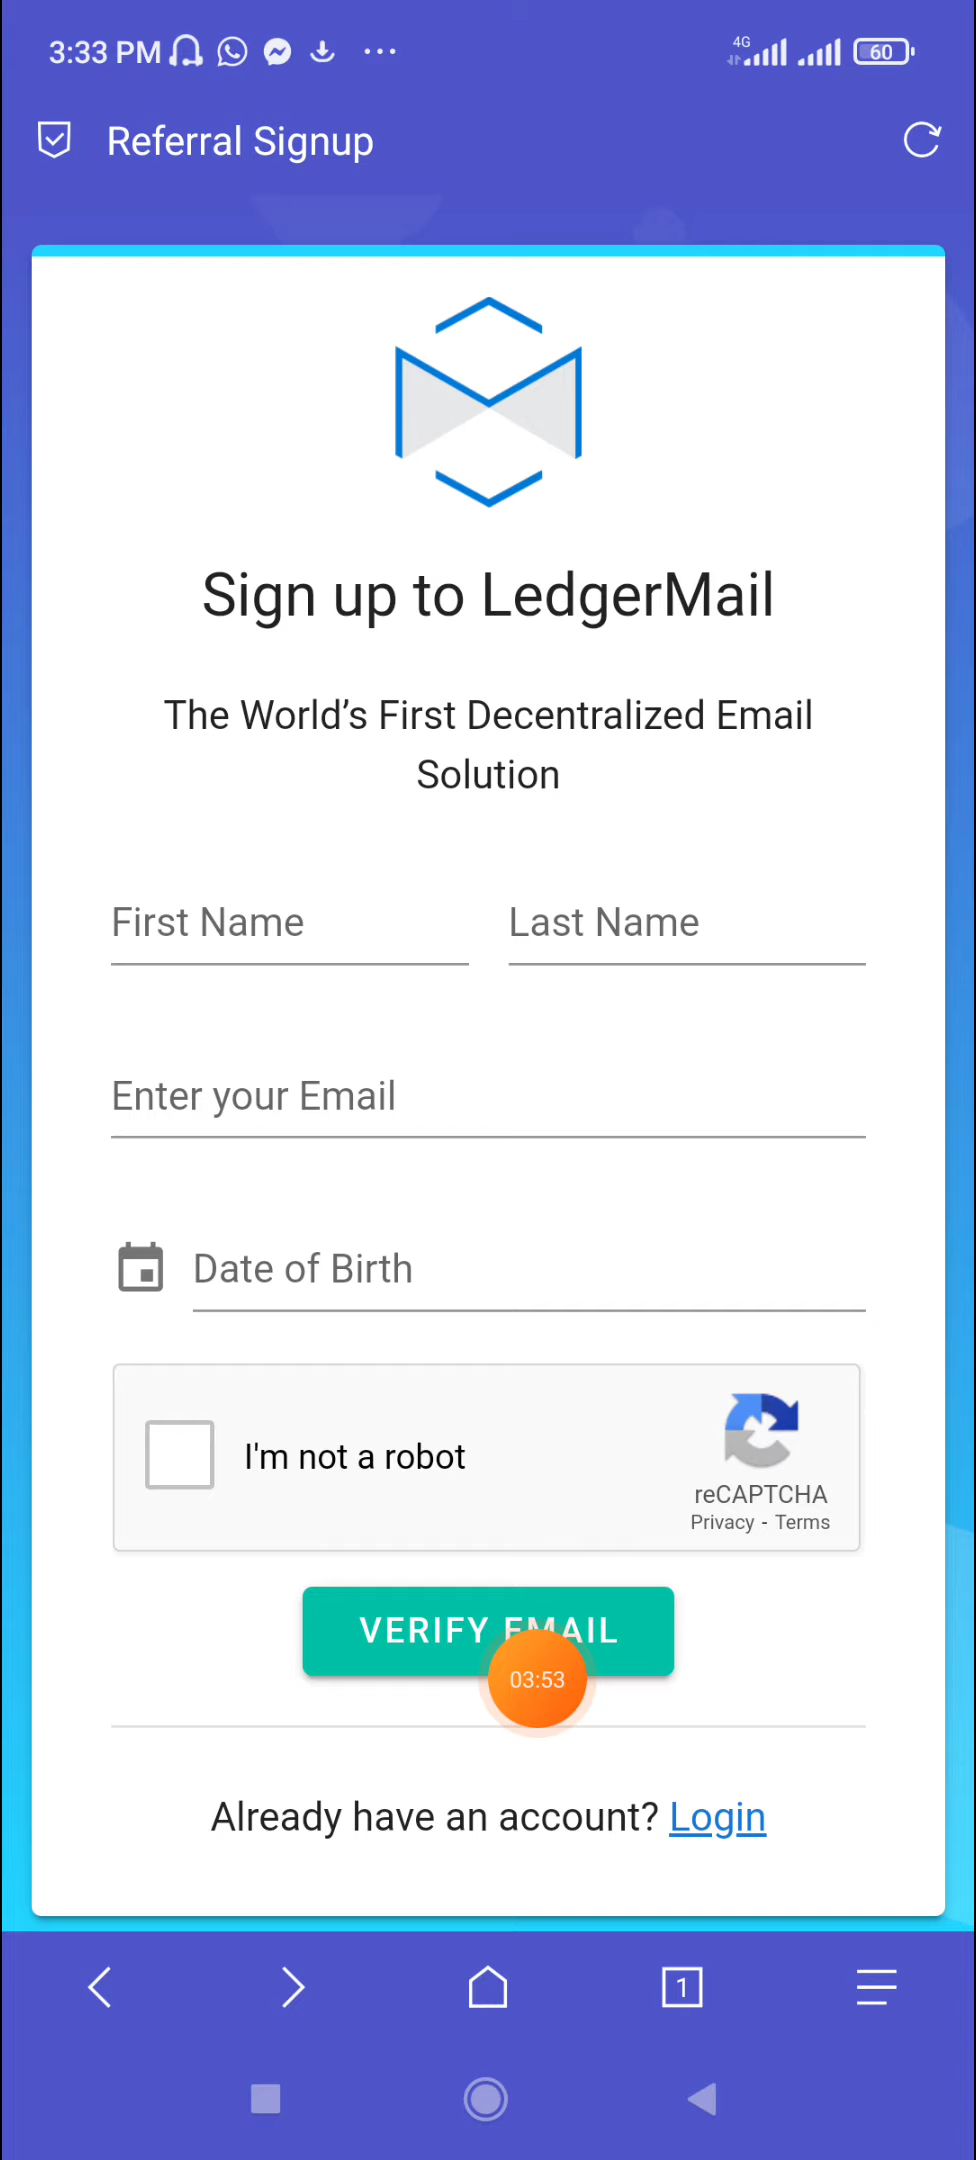 3:33 PM
4G
60
Referral Signup
Sign up to LedgerMail
The World’s First Decentralized Email
Solution
First Name Last Name
Enter your Email
Date of Birth
I'm not a robot
reCAPTCHA
Privacy - Terms
VERIFY EMAIL
03:53
Already have an account? Login
1